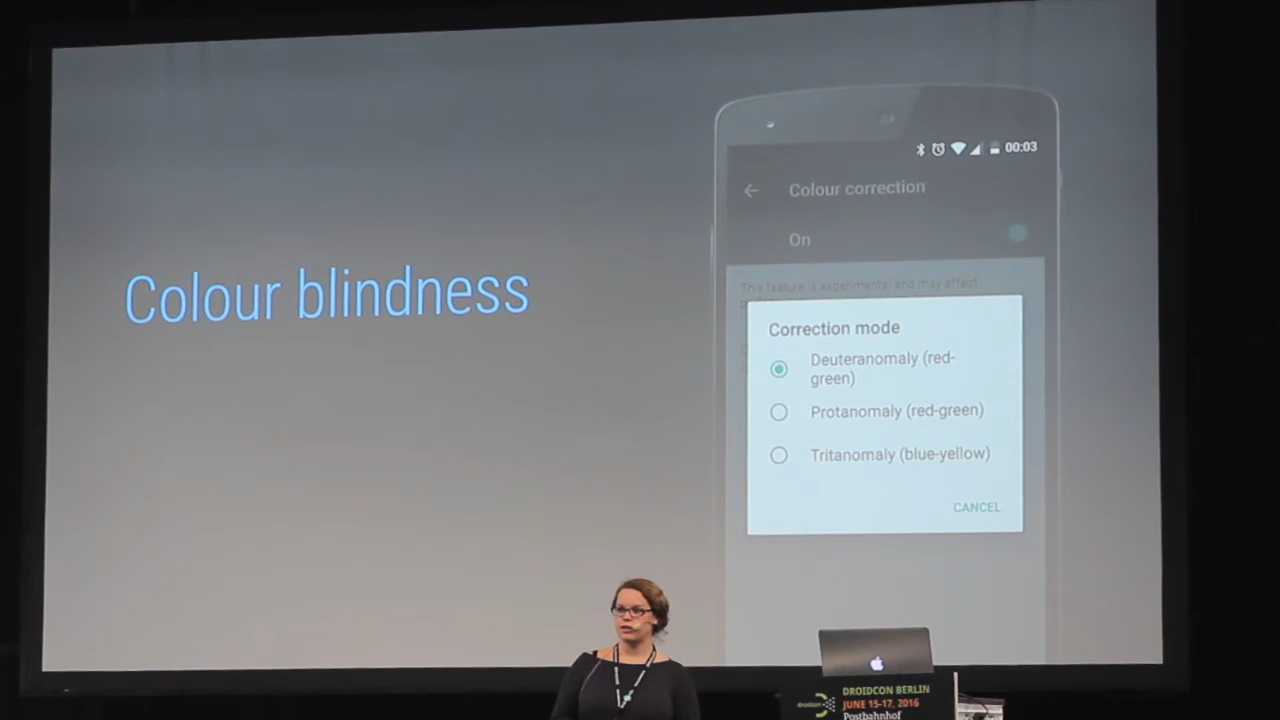 Colour blindness
00:03
Colour correction
On
This feature is experimental and may affect
Correction mode
Deuteranomaly (red-
green)
Protanomaly (red-green)
Tritanomaly (blue-yellow)
CANCEL
droidcon
DROIDCON BERLIN
JUNE 15-17, 2016
Postbahnhof